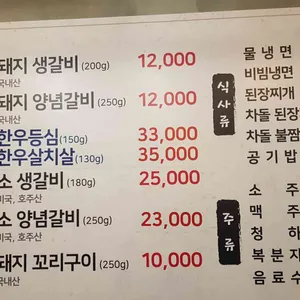 돼지 생갈비 (200g) 12,000
국내산
돼지 양념갈비 (250g) 12,000
국내산
한우등심 (150g) 33,000
한우살치살 (130g) 35,000
소 생갈비 (180g) 25,000
미국, 호주산
소 양념갈비 (250g) 23,000
미국, 호주산
돼지 꼬리구이 (250g) 10,000
국내산
식사류
물 냉 면
비빔냉면
된장찌개
차돌 된장
차돌 불짬
공 기 밥
주류
소 주
맥 주
청 하
복 분 자
음 료 수